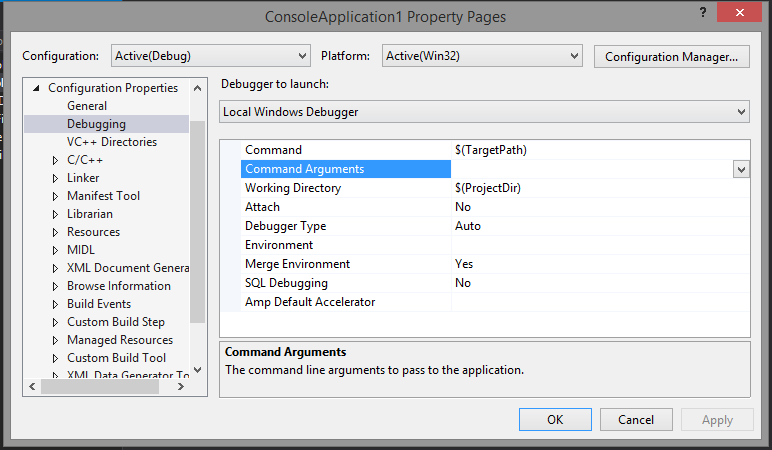 ConsoleApplication1 Property Pages
?
Configuration: Active(Debug) Platform: Active(Win32) Configuration Manager...
Configuration Properties
General
Debugging
VC++ Directories
C/C++
Linker
Manifest Tool
Librarian
Resources
MIDL
XML Document Genera
Browse Information
Build Events
Custom Build Step
Managed Resources
Custom Build Tool
XML Data Generator To
Debugger to launch:
Local Windows Debugger
Command $(TargetPath)
Command Arguments
Working Directory $(ProjectDir)
Attach No
Debugger Type Auto
Environment
Merge Environment Yes
SQL Debugging No
Amp Default Accelerator
Command Arguments
The command line arguments to pass to the application.
OK Cancel Apply